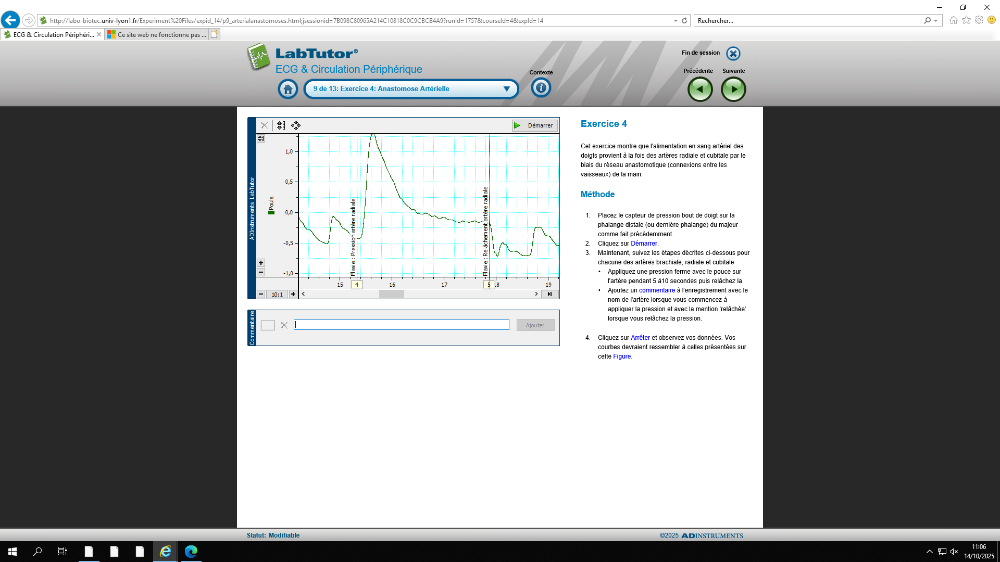 http://labo-biotec.univ-lyon1.fr/Experiment%20Files/expid_14/p9_arterialanastomoses.html;jsessionid=7B098C80965A214C10818C0C9CBCB4A9?runId=1757&courseId=4&expId=14
Rechercher...
ECG & Circulation Périphéri...
Ce site web ne fonctionne pas ...
LabTutor®
ECG & Circulation Périphérique
9 de 13: Exercice 4: Anastomose Artérielle
Contexte
Fin de session
Précédente
Suivante
ADInstruments LabTutor
Démarrer
Pouls
1,0
0,5
0,0
-0,5
-1,0
Flavie : Pression artère radiale
Flavie : Relâchement artère radiale
15
4
16
17
5
18
19
10:1
Commentaire
Ajouter
Exercice 4
Cet exercice montre que l'alimentation en sang artériel des
doigts provient à la fois des artères radiale et cubitale par le
biais du réseau anastomotique (connexions entre les
vaisseaux) de la main.
Méthode
1. Placez le capteur de pression bout de doigt sur la
phalange distale (ou dernière phalange) du majeur
comme fait précédemment.
2. Cliquez sur Démarrer.
3. Maintenant, suivez les étapes décrites ci-dessous pour
chacune des artères brachiale, radiale et cubitale
• Appliquez une pression ferme avec le pouce sur
l'artère pendant 5 à10 secondes puis relâchez la.
• Ajoutez un commentaire à l'enregistrement avec le
nom de l'artère lorsque vous commencez à
appliquer la pression et avec la mention 'relâchée'
lorsque vous relâchez la pression.
4. Cliquez sur Arrêter et observez vos données. Vos
courbes devraient ressembler à celles présentées sur
cette Figure.
Statut: Modifiable
©2025 ADINSTRUMENTS
11:06
14/10/2025